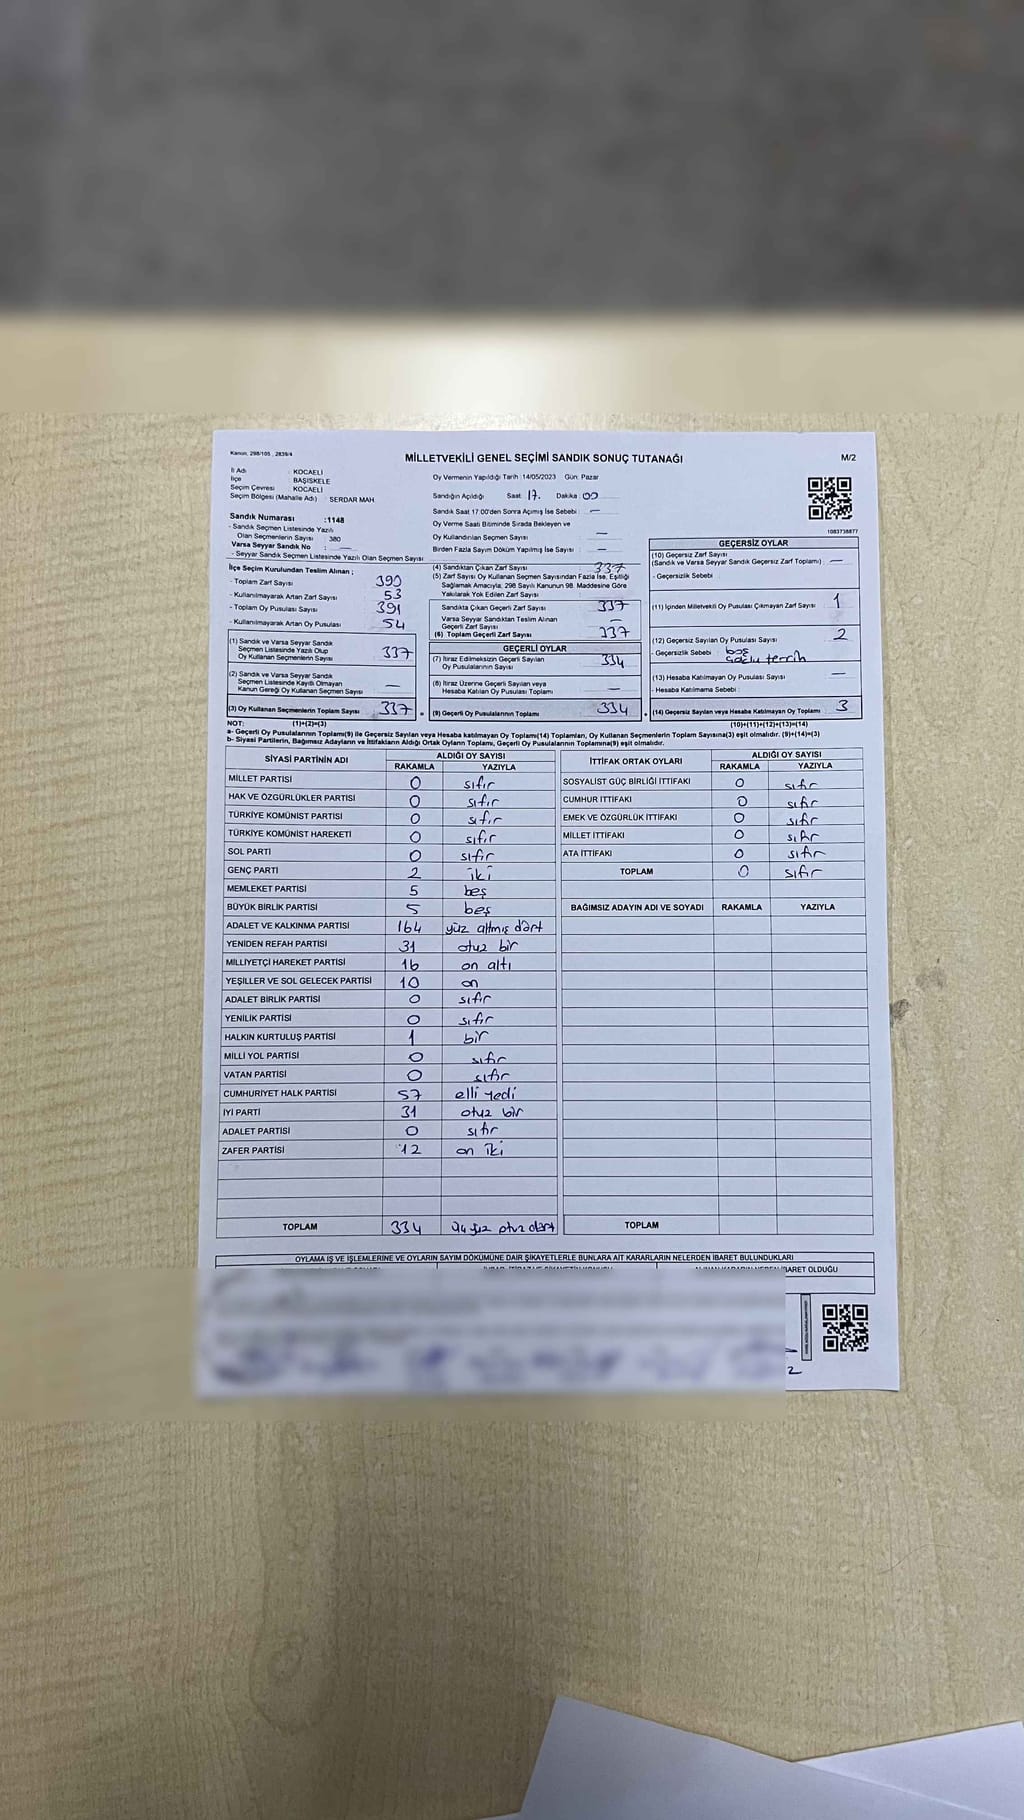 Kanun, 298/105 , 2839/4
MİLLETVEKİLİ GENEL SEÇİMİ SANDIK SONUÇ TUTANAĞI
M/2
İl Adı : KOCAELİ
İlçe : BAŞİSKELE
Seçim Çevresi : KOCAELİ
Seçim Bölgesi (Mahalle Adı) : SERDAR MAH.
Sandık Numarası :1148
- Sandık Seçmen Listesinde Yazılı
Olan Seçmenlerin Sayısı : 380
Varsa Seyyar Sandık No : —
- Seyyar Sandık Seçmen Listesinde Yazılı Olan Seçmen Sayısı
Oy Vermenin Yapıldığı Tarih :14/05/2023 Gün: Pazar
Sandığın Açıldığı Saat 17. Dakika 00
Sandık Saat 17:00'den Sonra Açımış İse Sebebi : —
Oy Verme Saati Bitiminde Sırada Bekleyen ve
Oy Kullandırılan Seçmen Sayısı —
Birden Fazla Sayım Döküm Yapılmış İse Sayısı : —
1083738877
İlçe Seçim Kurulundan Teslim Alınan ;
- Toplam Zarf Sayısı 390
- Kullanılmayarak Artan Zarf Sayısı 53
- Toplam Oy Pusulası Sayısı 391
- Kullanılmayarak Artan Oy Pusulası 54
(1) Sandık ve Varsa Seyyar Sandık
Seçmen Listesinde Yazılı Olup
Oy Kullanan Seçmenlerin Sayısı 337
(2) Sandık ve Varsa Seyyar Sandık
Seçmen Listesinde Kayıtlı Olmayan
Kanun Gereği Oy Kullanan Seçmen Sayısı —
(3) Oy Kullanan Seçmenlerin Toplam Sayısı 337
(4) Sandıktan Çıkan Zarf Sayısı 337
(5) Zarf Sayısı Oy Kullanan Seçmen Sayısından Fazla İse, Eşitliği
Sağlamak Amacıyla; 298 Sayılı Kanunun 98. Maddesine Göre
Yakılarak Yok Edilen Zarf Sayısı :
Sandıkta Çıkan Geçerli Zarf Sayısı 337
Varsa Seyyar Sandıktan Teslim Alınan
Geçerli Zarf Sayısı —
(6) Toplam Geçerli Zarf Sayısı 337
GEÇERLİ OYLAR
(7) İtiraz Edilmeksizin Geçerli Sayılan
Oy Pusulalarının Sayısı 334
(8) İtiraz Üzerine Geçerli Sayılan veya
Hesaba Katılan Oy Pusulası Toplamı —
= (9) Geçerli Oy Pusulalarının Toplamı 334
GEÇERSİZ OYLAR
(10) Geçersiz Zarf Sayısı
(Sandık ve Varsa Seyyar Sandık Geçersiz Zarf Toplamı) —
- Geçersizlik Sebebi :
(11) İçinden Milletvekili Oy Pusulası Çıkmayan Zarf Sayısı 1
(12) Geçersiz Sayılan Oy Pusulası Sayısı 2
- Geçersizlik Sebebi : boş
terrih
(13) Hesaba Katılmayan Oy Pusulası Sayısı —
- Hesaba Katılmama Sebebi :
+ (14) Geçersiz Sayılan veya Hesaba Katılmayan Oy Toplamı 3
NOT: (1)+(2)=(3) (10)+(11)+(12)+(13)=(14)
a- Geçerli Oy Pusulalarının Toplamı(9) ile Geçersiz Sayılan veya Hesaba katılmayan Oy Toplamı(14) Toplamları, Oy Kullanan Seçmenlerin Toplam Sayısına(3) eşit olmalıdır. (9)+(14)=(3)
b- Siyasi Partilerin, Bağımsız Adayların ve İttifakların Aldığı Ortak Oyların Toplamı, Geçerli Oy Pusulalarının Toplamına(9) eşit olmalıdır.
SİYASİ PARTİNİN ADI ALDIĞI OY SAYISI
RAKAMLA YAZIYLA
MİLLET PARTİSİ 0 sıfır
HAK VE ÖZGÜRLÜKLER PARTİSİ 0 sıfır
TÜRKİYE KOMÜNİST PARTİSİ 0 sıfır
TÜRKİYE KOMÜNİST HAREKETİ 0 sıfır
SOL PARTİ 0 sıfır
GENÇ PARTİ 2 iki
MEMLEKET PARTİSİ 5 beş
BÜYÜK BİRLİK PARTİSİ 5 beş
ADALET VE KALKINMA PARTİSİ 164 yüz altmış dört
YENİDEN REFAH PARTİSİ 31 otuz bir
MİLLİYETÇİ HAREKET PARTİSİ 16 on altı
YEŞİLLER VE SOL GELECEK PARTİSİ 10 on
ADALET BİRLİK PARTİSİ 0 sıfır
YENİLİK PARTİSİ 0 sıfır
HALKIN KURTULUŞ PARTİSİ 1 bir
MİLLİ YOL PARTİSİ 0 sıfır
VATAN PARTİSİ 0 sıfır
CUMHURİYET HALK PARTİSİ 57 elli yedi
İYİ PARTİ 31 otuz bir
ADALET PARTİSİ 0 sıfır
ZAFER PARTİSİ 12 on iki
TOPLAM 334 üç yüz otuz dört
İTTİFAK ORTAK OYLARI ALDIĞI OY SAYISI
RAKAMLA YAZIYLA
SOSYALİST GÜÇ BİRLİĞİ İTTİFAKI 0 sıfır
CUMHUR İTTİFAKI 0 sıfır
EMEK VE ÖZGÜRLÜK İTTİFAKI 0 sıfır
MİLLET İTTİFAKI 0 sıfır
ATA İTTİFAKI 0 sıfır
TOPLAM 0 sıfır
BAĞIMSIZ ADAYIN ADI VE SOYADI RAKAMLA YAZIYLA
TOPLAM
OYLAMA İŞ VE İŞLEMLERİNE VE OYLARIN SAYIM DÖKÜMÜNE DAİR ŞİKAYETLERLE BUNLARA AİT KARARLARIN NELERDEN İBARET BULUNDUKLARI
İBARET OLDUĞU
2